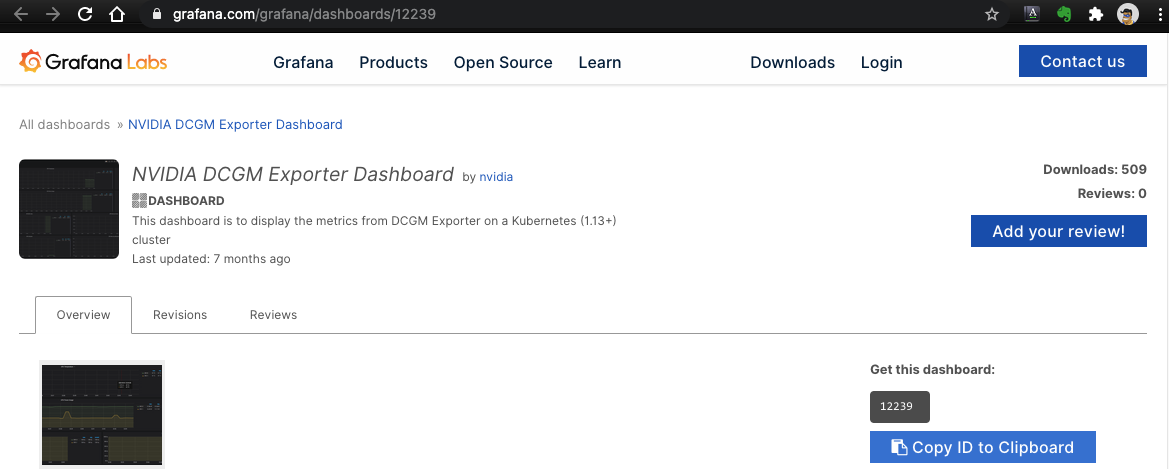 grafana.com/grafana/dashboards/12239
Grafana Labs
Grafana Products Open Source Learn Downloads Login Contact us
All dashboards » NVIDIA DCGM Exporter Dashboard
NVIDIA DCGM Exporter Dashboard by nvidia
DASHBOARD
This dashboard is to display the metrics from DCGM Exporter on a Kubernetes (1.13+)
cluster
Last updated: 7 months ago
Downloads: 509
Reviews: 0
Add your review!
Overview Revisions Reviews
Get this dashboard:
12239
Copy ID to Clipboard